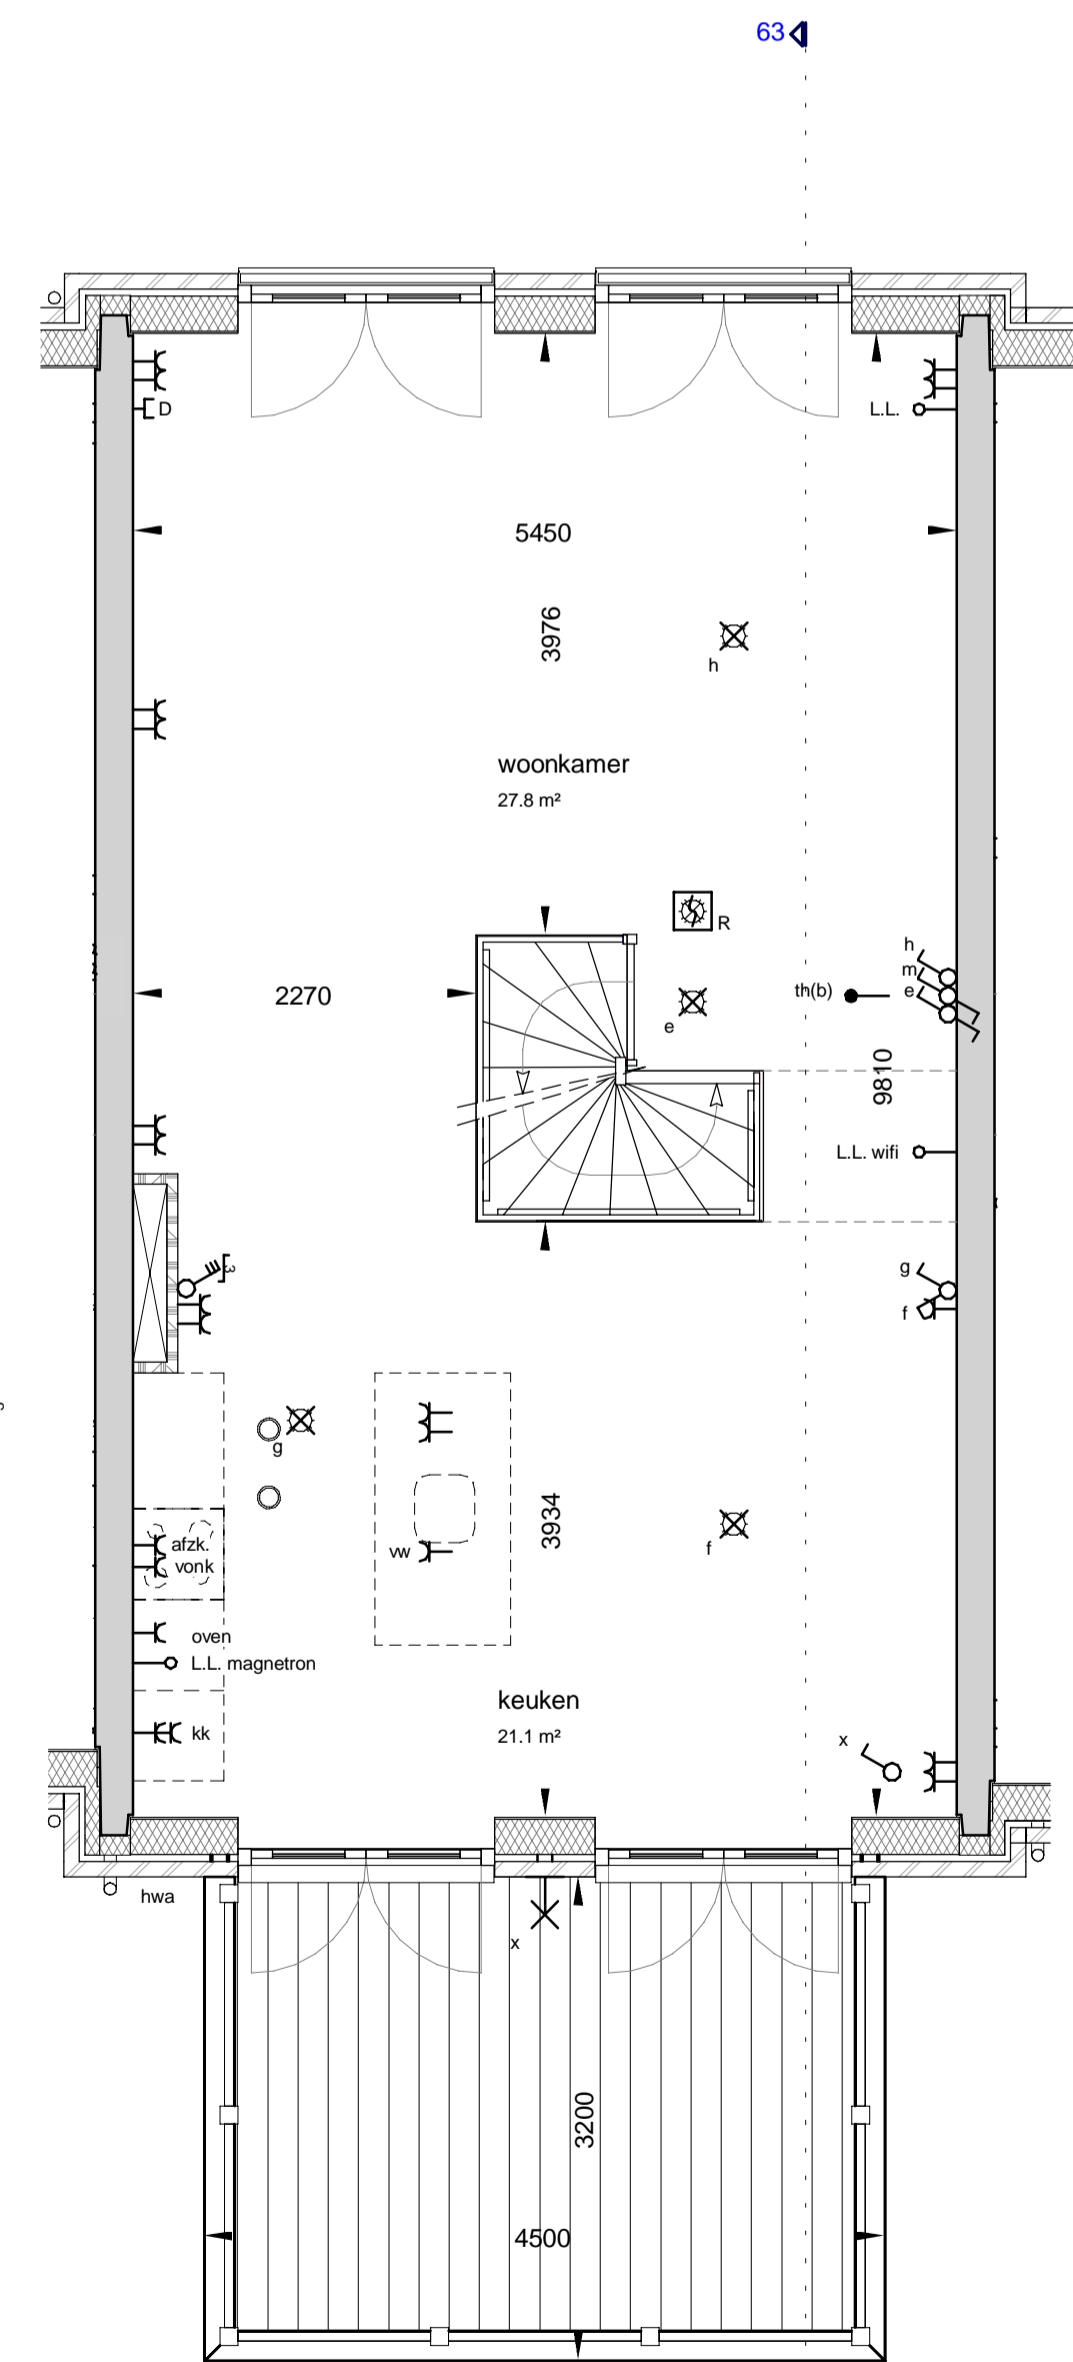 63
D
L.L.
5450
3976
h
woonkamer
27.8 m²
R
h
m
e
th(b)
2270
e
9810
L.L. wifi
3
g
f
g
afzk.
vonk
vw
3934
f
oven
L.L. magnetron
keuken
21.1 m²
kk
x
hwa
x
3200
4500